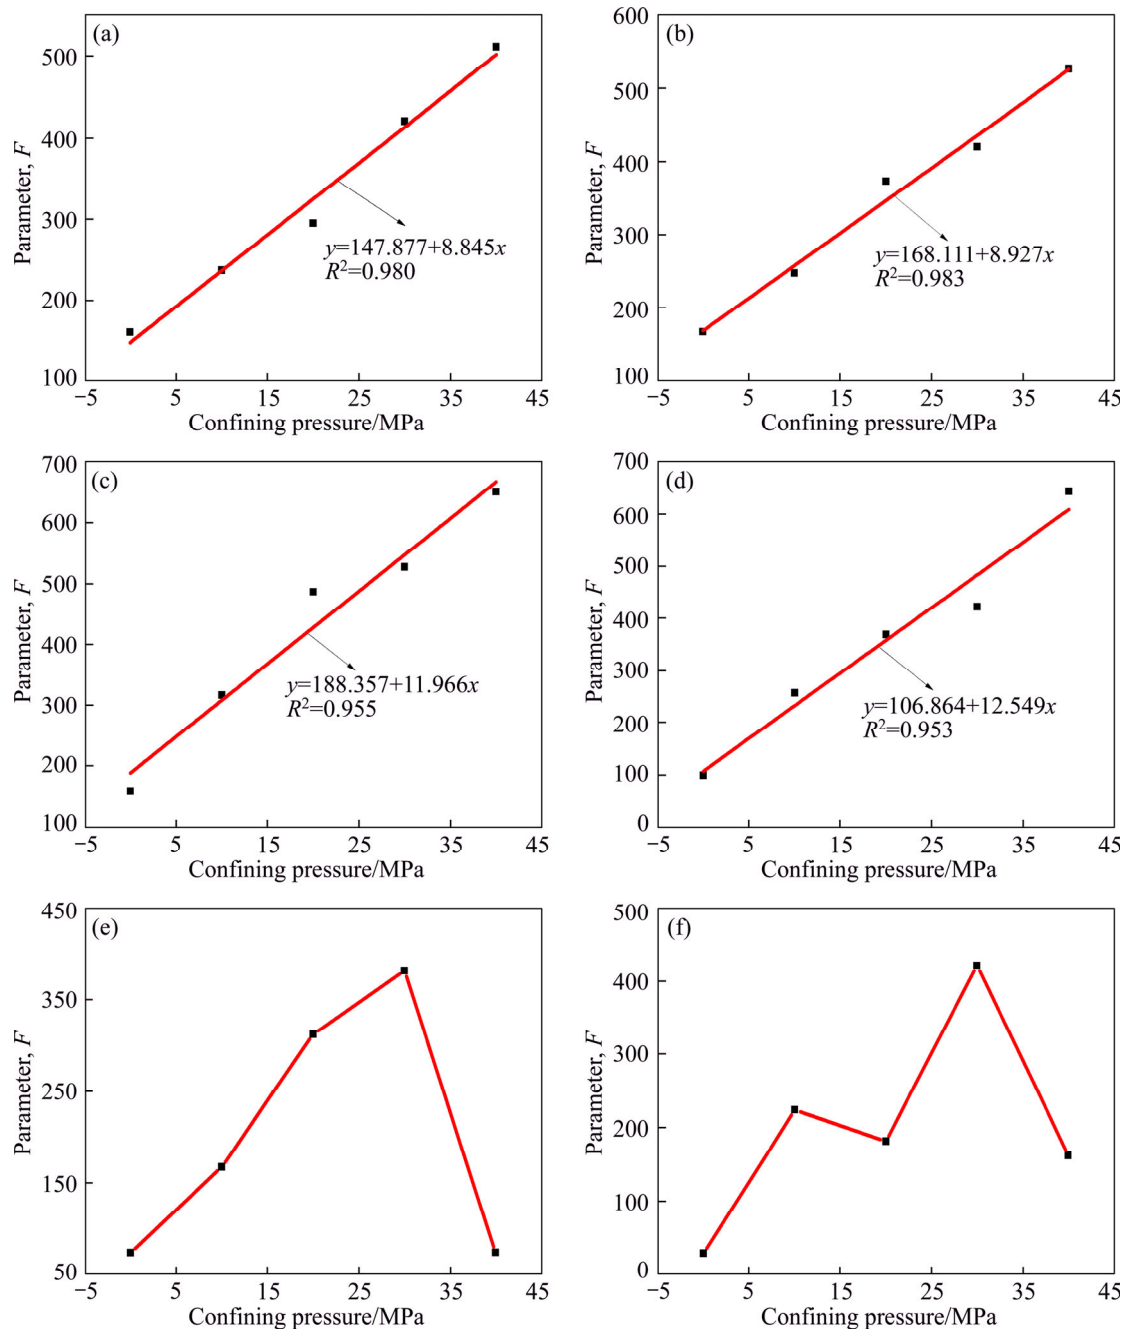 (a)
500
400
300
200
100
Parameter, F
y=147.877+8.845x
R²=0.980
−5 5 15 25 35 45
Confining pressure/MPa
(b)
600
500
400
300
200
100
Parameter, F
y=168.111+8.927x
R²=0.983
−5 5 15 25 35 45
Confining pressure/MPa
(c)
700
600
500
400
300
200
100
Parameter, F
y=188.357+11.966x
R²=0.955
−5 5 15 25 35 45
Confining pressure/MPa
(d)
700
600
500
400
300
200
100
0
Parameter, F
y=106.864+12.549x
R²=0.953
−5 5 15 25 35 45
Confining pressure/MPa
(e)
450
350
250
150
50
Parameter, F
−5 5 15 25 35 45
Confining pressure/MPa
(f)
500
400
300
200
100
0
Parameter, F
−5 5 15 25 35 45
Confining pressure/MPa